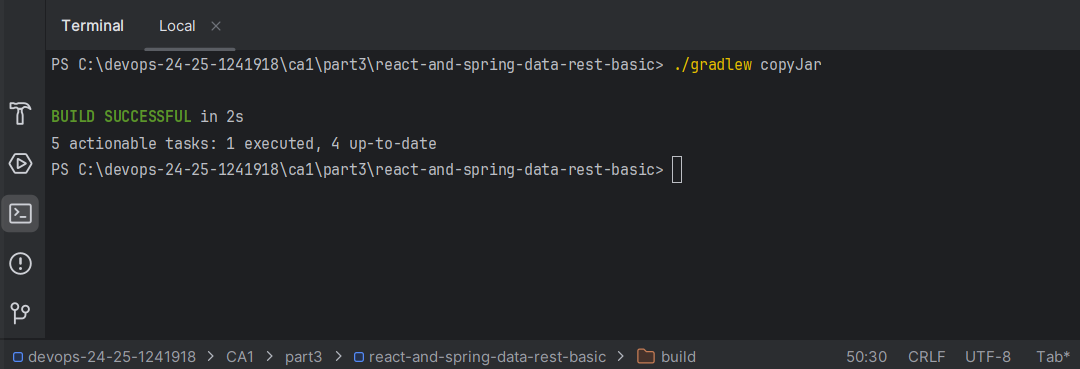 Terminal Local ×
PS C:\devops-24-25-1241918\ca1\part3\react-and-spring-data-rest-basic> ./gradlew copyJar
BUILD SUCCESSFUL in 2s
5 actionable tasks: 1 executed, 4 up-to-date
PS C:\devops-24-25-1241918\ca1\part3\react-and-spring-data-rest-basic>
devops-24-25-1241918 > CA1 > part3 > react-and-spring-data-rest-basic > build 50:30 CRLF UTF-8 Tab*